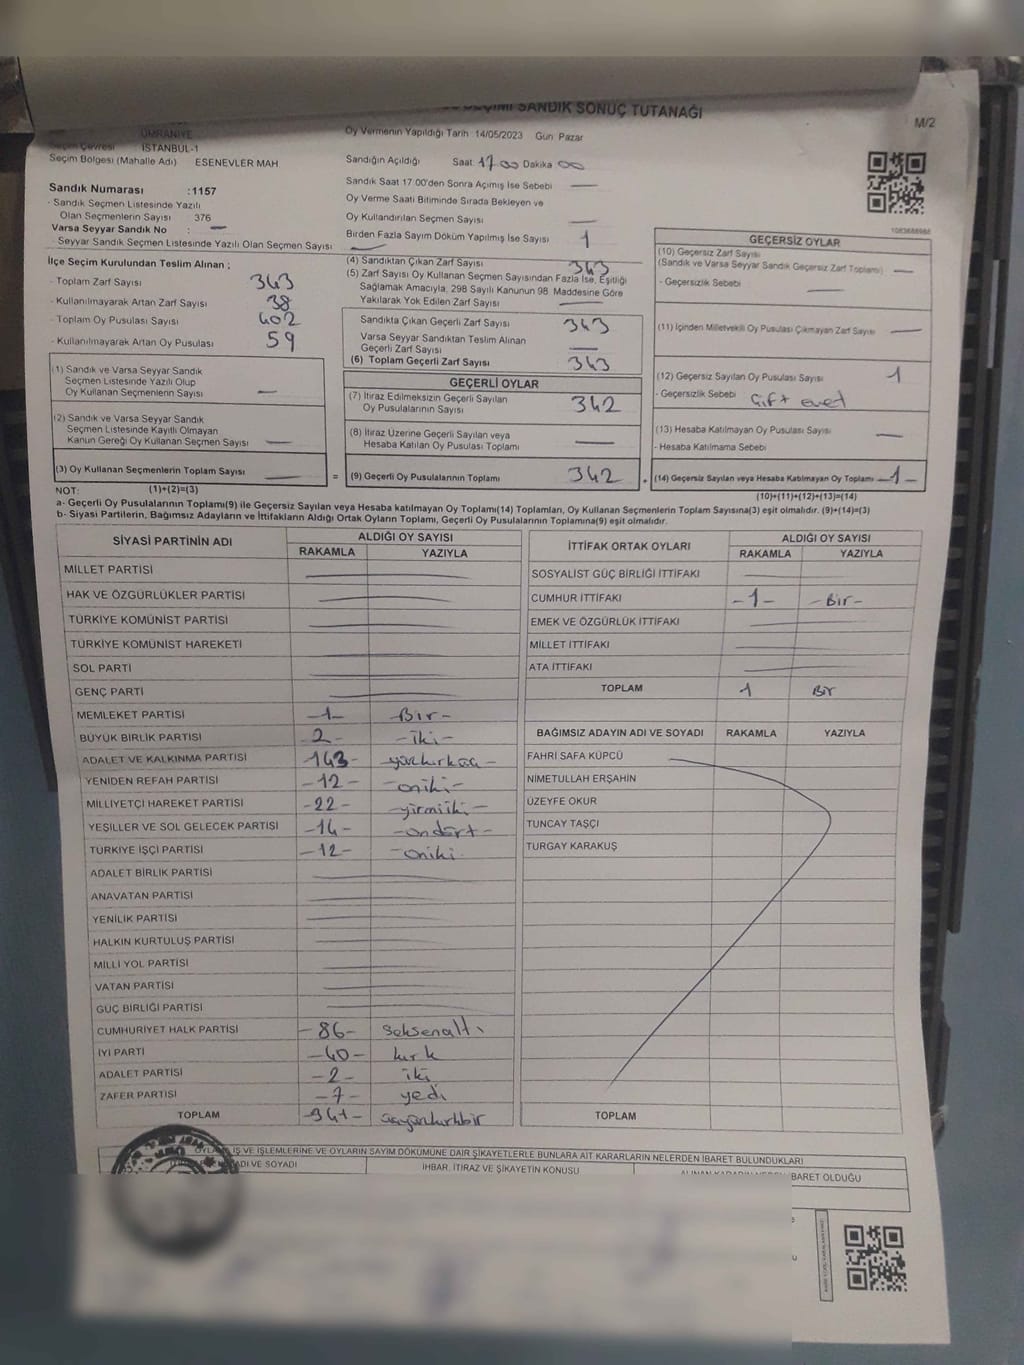 SEÇİMİ SANDIK SONUÇ TUTANAĞI
M/2
ÜMRANİYE
Seçim Çevresi İSTANBUL-1
Seçim Bölgesi (Mahalle Adı) ESENEVLER MAH
Oy Vermenin Yapıldığı Tarih 14/05/2023 Gün Pazar
Sandığın Açıldığı Saat 17 00 Dakika 00
Sandık Saat 17:00'den Sonra Açımış İse Sebebi —
Oy Verme Saati Bitiminde Sırada Bekleyen ve
Oy Kullandırılan Seçmen Sayısı —
Birden Fazla Sayım Döküm Yapılmış İse Sayısı 1
Sandık Numarası :1157
- Sandık Seçmen Listesinde Yazılı
Olan Seçmenlerin Sayısı 376
Varsa Seyyar Sandık No : —
- Seyyar Sandık Seçmen Listesinde Yazılı Olan Seçmen Sayısı —
İlçe Seçim Kurulundan Teslim Alınan ;
- Toplam Zarf Sayısı 343
- Kullanılmayarak Artan Zarf Sayısı 38
- Toplam Oy Pusulası Sayısı 402
- Kullanılmayarak Artan Oy Pusulası 59
(1) Sandık ve Varsa Seyyar Sandık
Seçmen Listesinde Yazılı Olup
Oy Kullanan Seçmenlerin Sayısı —
(2) Sandık ve Varsa Seyyar Sandık
Seçmen Listesinde Kayıtlı Olmayan
Kanun Gereği Oy Kullanan Seçmen Sayısı —
(3) Oy Kullanan Seçmenlerin Toplam Sayısı —
(4) Sandıktan Çıkan Zarf Sayısı 343
(5) Zarf Sayısı Oy Kullanan Seçmen Sayısından Fazla İse, Eşitliği
Sağlamak Amacıyla, 298 Sayılı Kanunun 98 Maddesine Göre
Yakılarak Yok Edilen Zarf Sayısı —
Sandıkta Çıkan Geçerli Zarf Sayısı 343
Varsa Seyyar Sandıktan Teslim Alınan
Geçerli Zarf Sayısı —
(6) Toplam Geçerli Zarf Sayısı 343
GEÇERLİ OYLAR
(7) İtiraz Edilmeksizin Geçerli Sayılan
Oy Pusulalarının Sayısı 342
(8) İtiraz Üzerine Geçerli Sayılan veya
Hesaba Katılan Oy Pusulası Toplamı —
= (9) Geçerli Oy Pusulalarının Toplamı 342
1083688986
GEÇERSİZ OYLAR
(10) Geçersiz Zarf Sayısı
(Sandık ve Varsa Seyyar Sandık Geçersiz Zarf Toplamı) —
- Geçersizlik Sebebi —
(11) İçinden Milletvekili Oy Pusulası Çıkmayan Zarf Sayısı —
(12) Geçersiz Sayılan Oy Pusulası Sayısı 1
- Geçersizlik Sebebi Çift evet
(13) Hesaba Katılmayan Oy Pusulası Sayısı —
- Hesaba Katılmama Sebebi
+ (14) Geçersiz Sayılan veya Hesaba Katılmayan Oy Toplamı -1-
NOT: (1)+(2)=(3)
(10)+(11)+(12)+(13)=(14)
a- Geçerli Oy Pusulalarının Toplamı(9) ile Geçersiz Sayılan veya Hesaba katılmayan Oy Toplamı(14) Toplamları, Oy Kullanan Seçmenlerin Toplam Sayısına(3) eşit olmalıdır. (9)+(14)=(3)
b- Siyasi Partilerin, Bağımsız Adayların ve İttifakların Aldığı Ortak Oyların Toplamı, Geçerli Oy Pusulalarının Toplamına(9) eşit olmalıdır.
SİYASİ PARTİNİN ADI ALDIĞI OY SAYISI
RAKAMLA YAZIYLA
MİLLET PARTİSİ
HAK VE ÖZGÜRLÜKLER PARTİSİ
TÜRKİYE KOMÜNİST PARTİSİ
TÜRKİYE KOMÜNİST HAREKETİ
SOL PARTİ
GENÇ PARTİ
MEMLEKET PARTİSİ -1- Bir-
BÜYÜK BİRLİK PARTİSİ 2- -iki-
ADALET VE KALKINMA PARTİSİ -143-
YENİDEN REFAH PARTİSİ -12- -oniki-
MİLLİYETÇİ HAREKET PARTİSİ -22- -yirmiiki-
YEŞİLLER VE SOL GELECEK PARTİSİ -14- -ondört-
TÜRKİYE İŞÇİ PARTİSİ -12- -oniki.
ADALET BİRLİK PARTİSİ
ANAVATAN PARTİSİ
YENİLİK PARTİSİ
HALKIN KURTULUŞ PARTİSİ
MİLLİ YOL PARTİSİ
VATAN PARTİSİ
GÜÇ BİRLİĞİ PARTİSİ
CUMHURİYET HALK PARTİSİ -86- seksenaltı
İYİ PARTİ -40- kırk
ADALET PARTİSİ -2- iki
ZAFER PARTİSİ -7- yedi
TOPLAM -341-
İTTİFAK ORTAK OYLARI ALDIĞI OY SAYISI
RAKAMLA YAZIYLA
SOSYALİST GÜÇ BİRLİĞİ İTTİFAKI
CUMHUR İTTİFAKI -1- -Bir-
EMEK VE ÖZGÜRLÜK İTTİFAKI
MİLLET İTTİFAKI
ATA İTTİFAKI
TOPLAM 1 Bir
BAĞIMSIZ ADAYIN ADI VE SOYADI RAKAMLA YAZIYLA
FAHRİ SAFA KÜPCÜ
NİMETULLAH ERŞAHİN
ÜZEYFE OKUR
TUNCAY TAŞÇI
TURGAY KARAKUŞ
TOPLAM
İŞ VE İŞLEMLERİNE VE OYLARIN SAYIM DÖKÜMÜNE DAİR ŞİKAYETLERLE BUNLARA AİT KARARLARIN NELERDEN İBARET BULUNDUKLARI
ADI VE SOYADI İHBAR, İTİRAZ VE ŞİKAYETİN KONUSU İBARET OLDUĞU